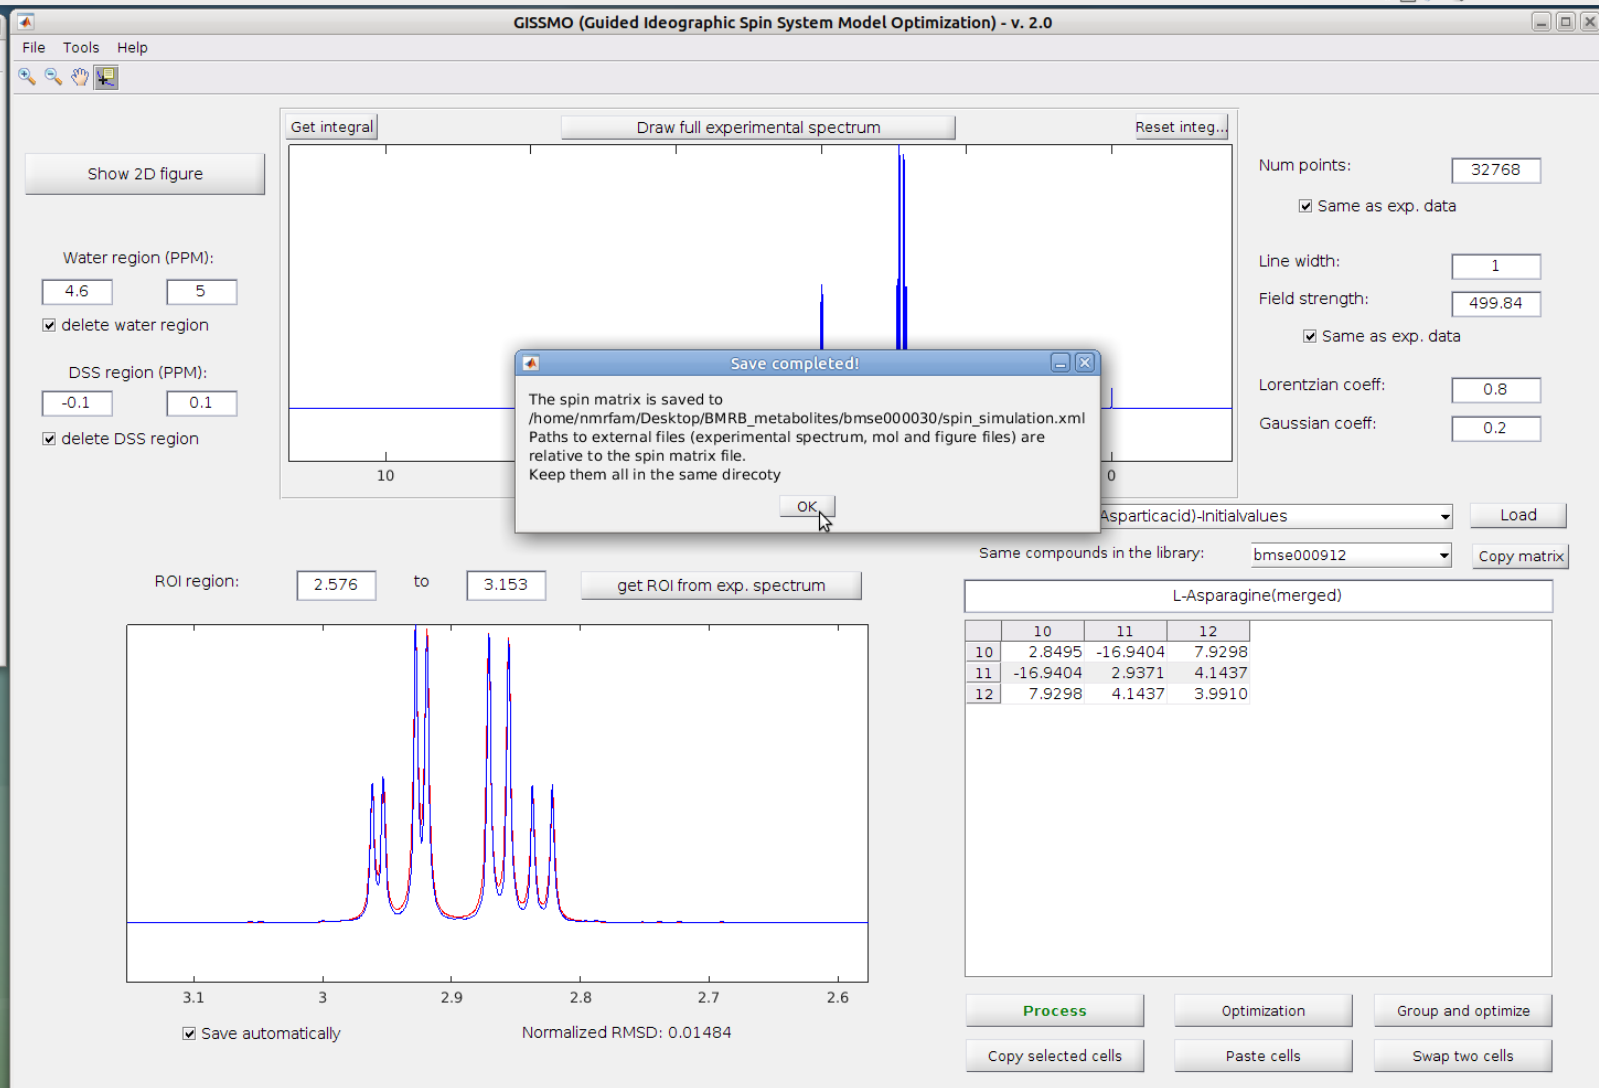 GISSMO (Guided Ideographic Spin System Model Optimization) - v. 2.0
File Tools Help
Get integral Draw full experimental spectrum Reset integ...
Show 2D figure
Num points: 32768
Same as exp. data
Water region (PPM):
4.6 5
delete water region
Line width: 1
Field strength: 499.84
Same as exp. data
DSS region (PPM):
-0.1 0.1
delete DSS region
Lorentzian coeff: 0.8
Gaussian coeff: 0.2
10 0
Save completed!
The spin matrix is saved to
/home/nmrfam/Desktop/BMRB_metabolites/bmse000030/spin_simulation.xml
Paths to external files (experimental spectrum, mol and figure files) are
relative to the spin matrix file.
Keep them all in the same direcoty
OK
Asparticacid)-Initialvalues Load
Same compounds in the library: bmse000912 Copy matrix
ROI region: 2.576 to 3.153 get ROI from exp. spectrum
L-Asparagine(merged)
10 11 12
10 2.8495 -16.9404 7.9298
11 -16.9404 2.9371 4.1437
12 7.9298 4.1437 3.9910
3.1 3 2.9 2.8 2.7 2.6
Save automatically Normalized RMSD: 0.01484
Process Optimization Group and optimize
Copy selected cells Paste cells Swap two cells